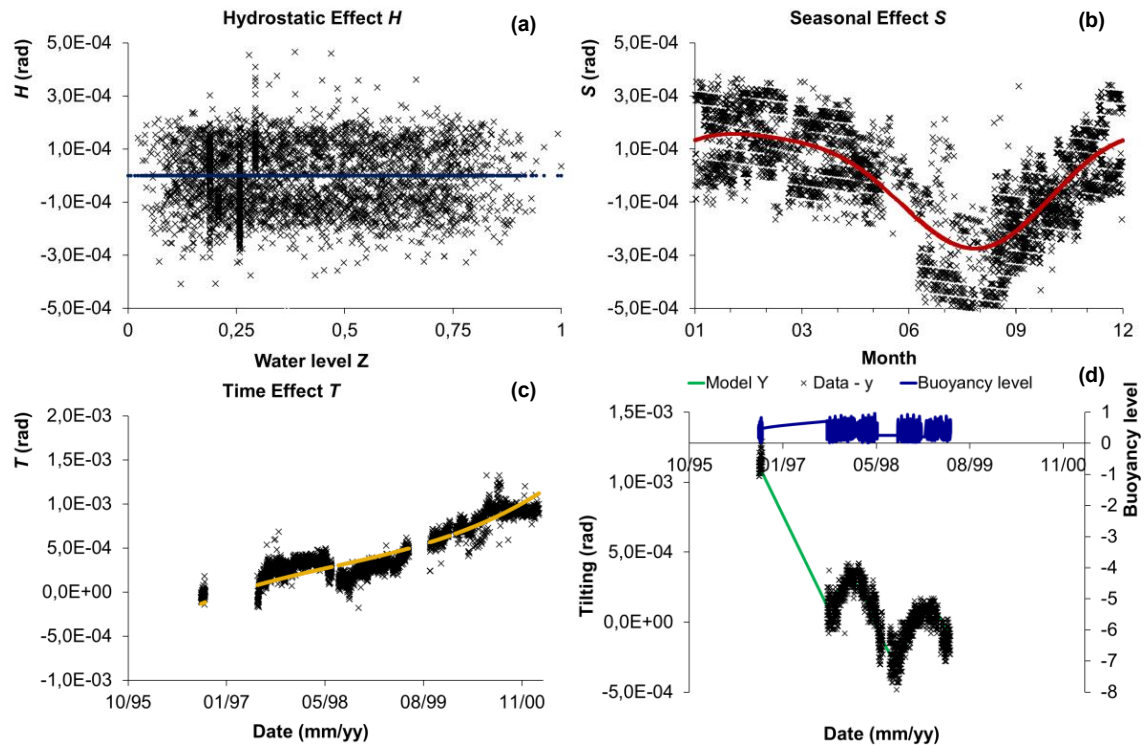 Hydrostatic Effect H
(a)
5,0E-04
3,0E-04
1,0E-04
-1,0E-04
-3,0E-04
-5,0E-04
H (rad)
0
0,25
0,5
0,75
1
Water level Z
Seasonal Effect S
(b)
5,0E-04
3,0E-04
1,0E-04
-1,0E-04
-3,0E-04
-5,0E-04
S (rad)
01
03
06
09
12
Month
Time Effect T
(c)
2,0E-03
1,5E-03
1,0E-03
5,0E-04
0,0E+00
-5,0E-04
-1,0E-03
T (rad)
10/95
01/97
05/98
08/99
11/00
Date (mm/yy)
Model Y
Data - y
Buoyancy level
(d)
1,5E-03
1,0E-03
5,0E-04
0,0E+00
-5,0E-04
Tilting (rad)
10/95
01/97
05/98
08/99
11/00
1
0
-1
-2
-3
-4
-5
-6
-7
-8
Buoyancy level
Date (mm/yy)